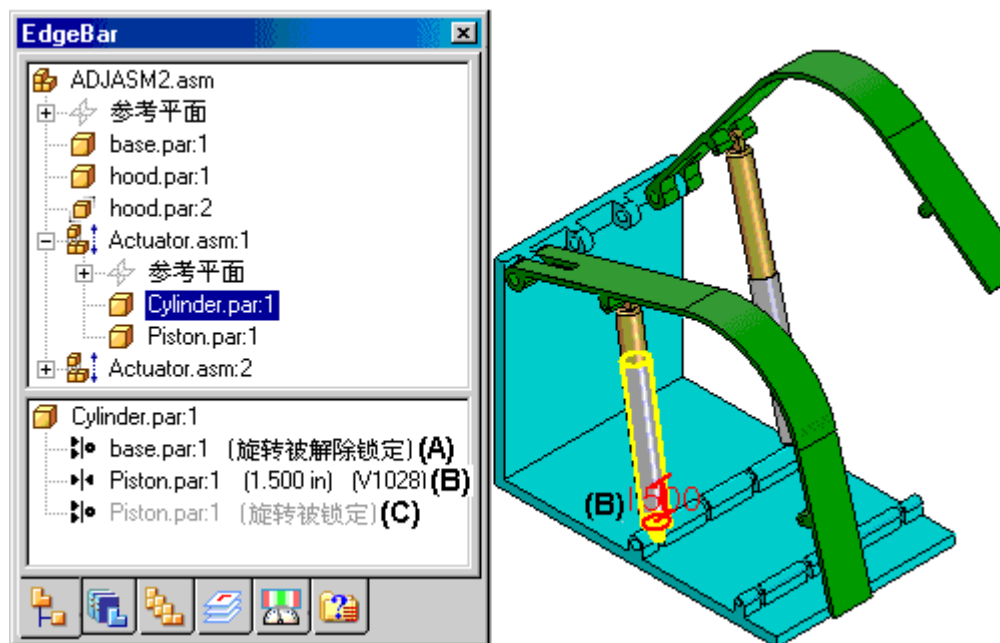 EdgeBar
ADJASM2.asm
参考平面
base.par:1
hood.par:1
hood.par:2
Actuator.asm:1
参考平面
Cylinder.par:1
Piston.par:1
Actuator.asm:2
Cylinder.par:1
base.par:1 (旋转被解除锁定) (A)
Piston.par:1 (1.500 in) (V1028) (B)
Piston.par:1 (旋转被锁定) (C)
(B) 1.500